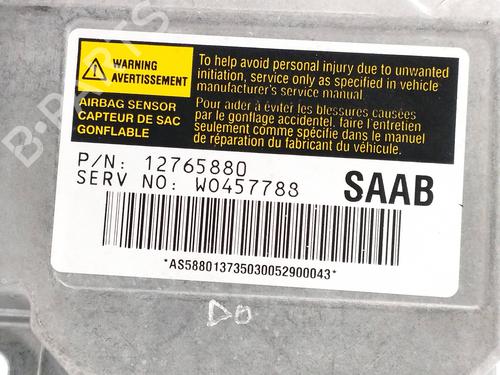 WARNING
AVERTISSEMENT
AIRBAG SENSOR
CAPTEUR DE SAC
GONFLABLE
To help avoid personal injury due to unwanted
initiation, service only as specified in vehicle
manufacturer's service manual.
Pour aider à éviter les blessures causées
par le gonflage accidentel, faire l'entretien
seulement comme spécifié dans le manuel
de réparation du fabricant du véhicule.
P/N: 12765880
SERV NO: W0457788
SAAB
*AS588013735030052900043*
DO
B-PARTS